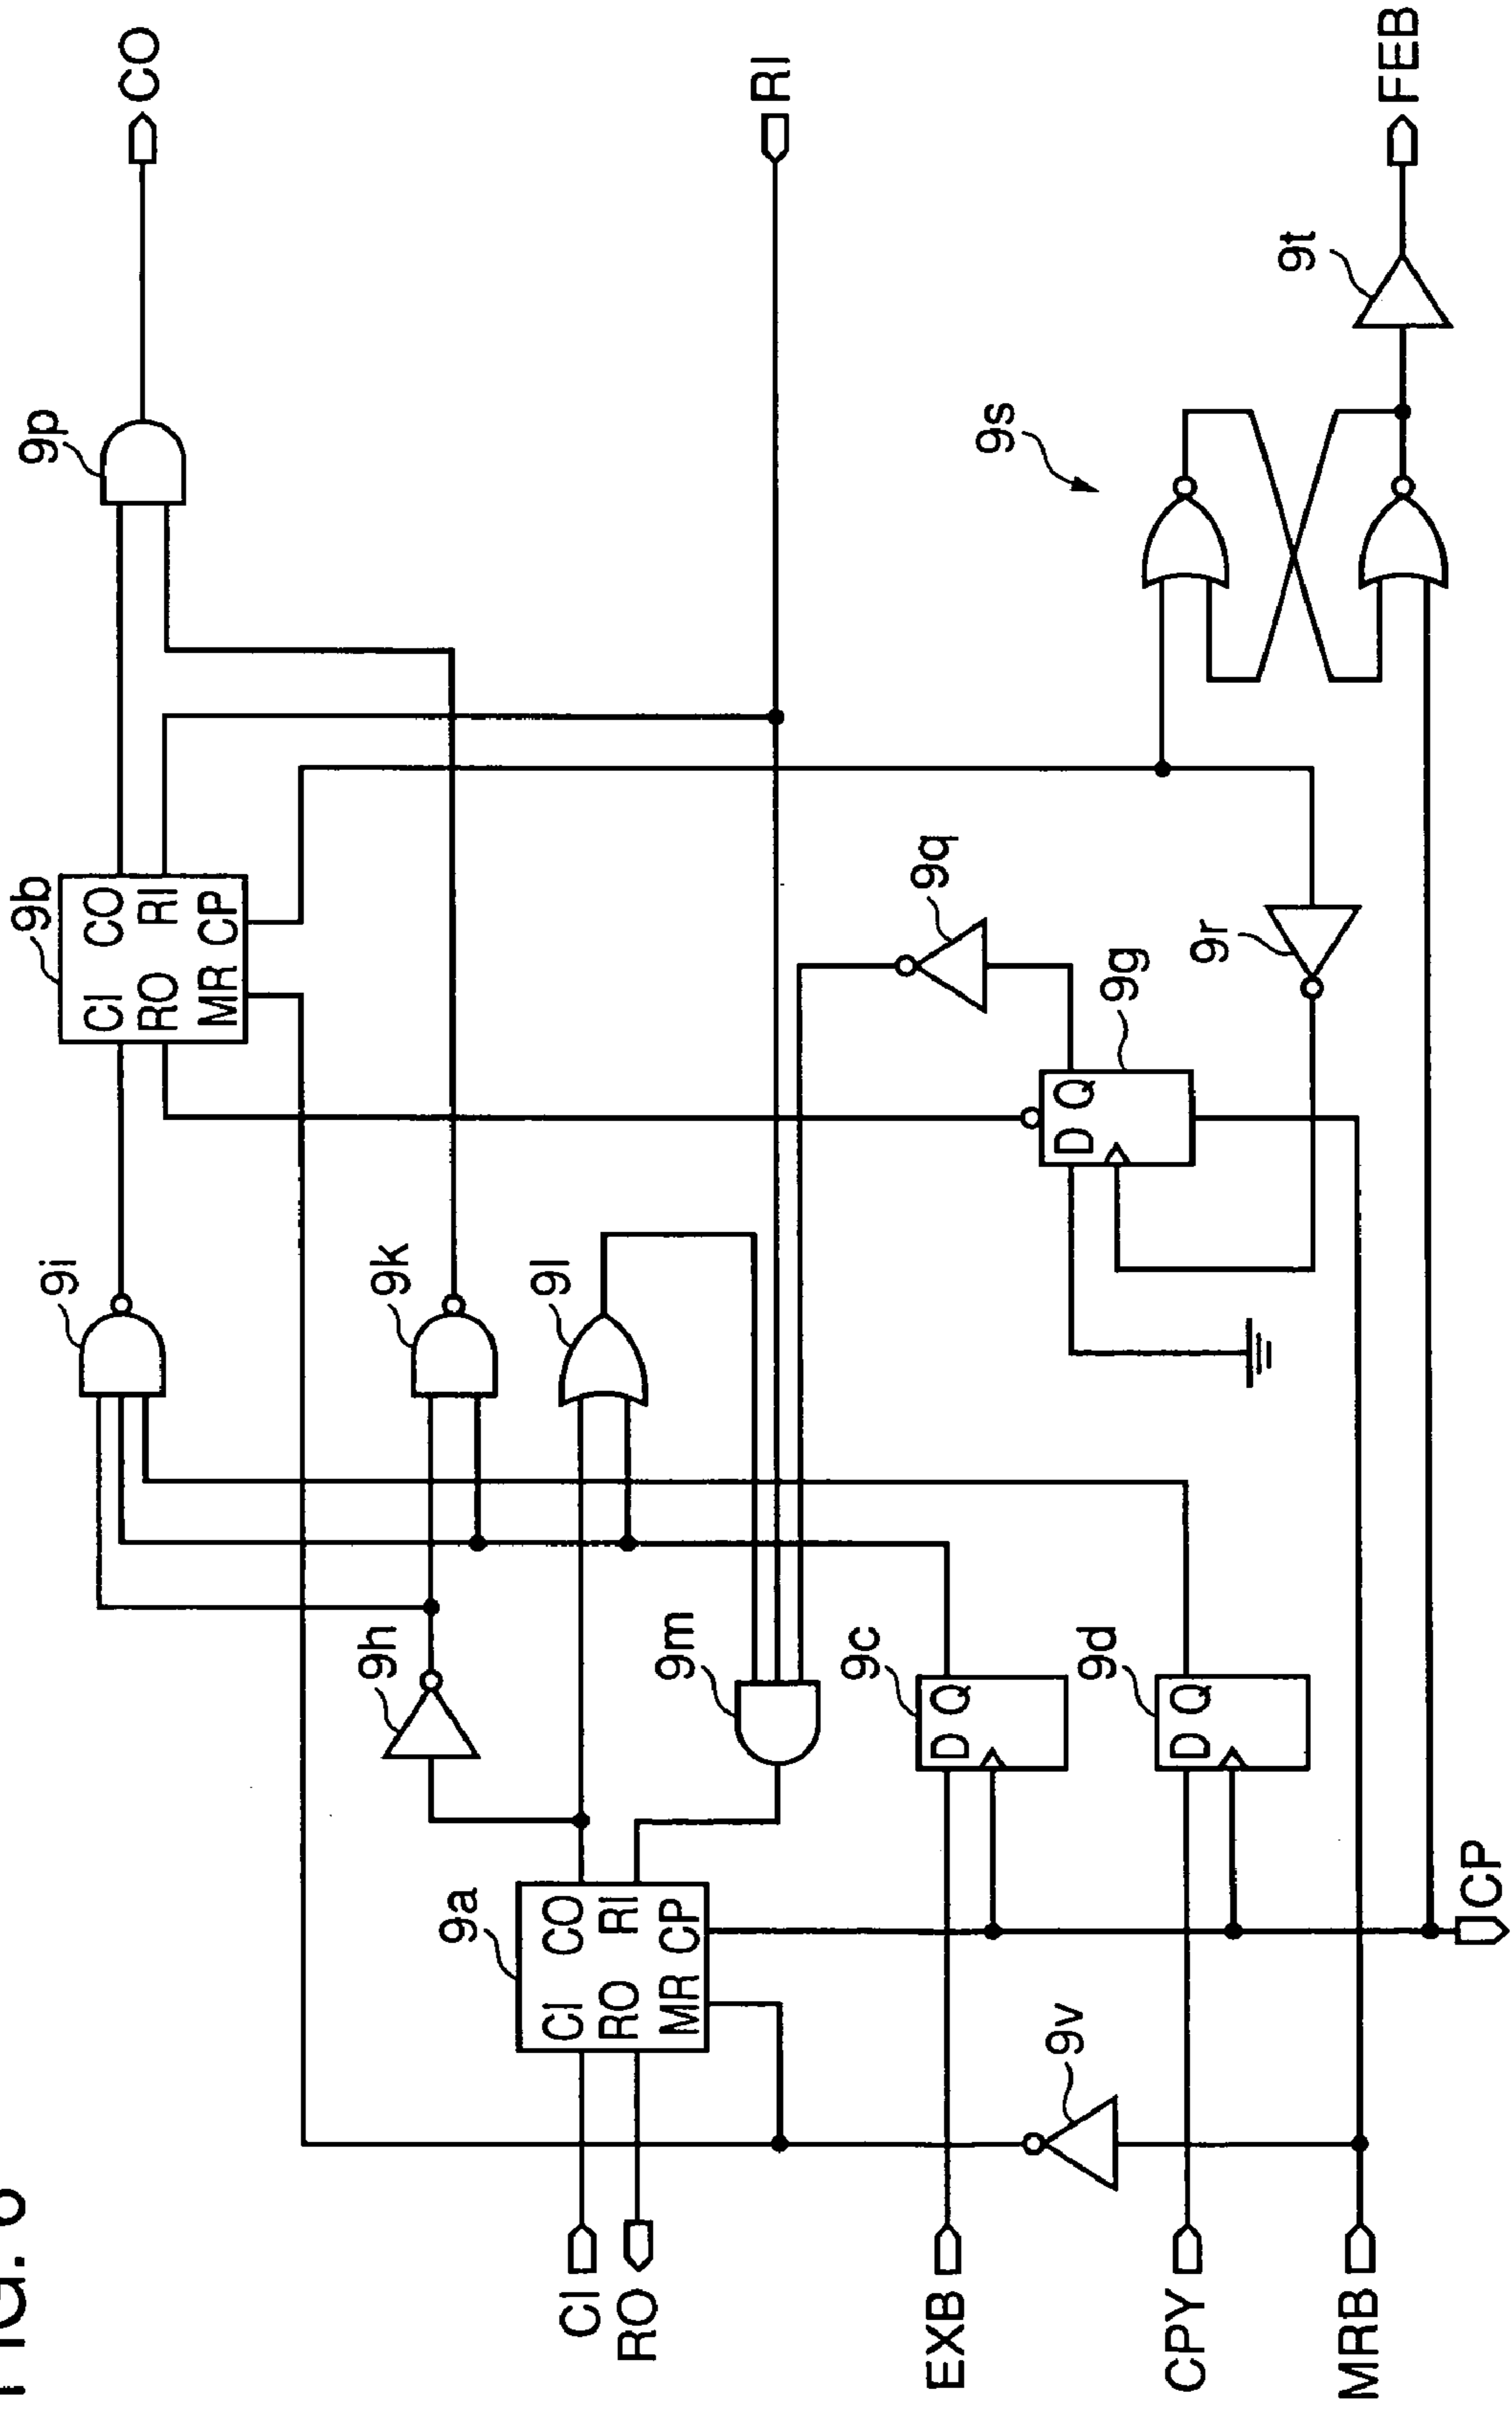 FIG.
9i
9b
9p
CO
CI CO
RO RI
MR CP
9h
9k
9l
9a
CI
CI CO
RO
RO RI
MR CP
9m
RI
9c
9q
EXB
D Q
9s
9v
9d
9g
D Q
CPY
D Q
9r
9t
MRB
FEB
CP